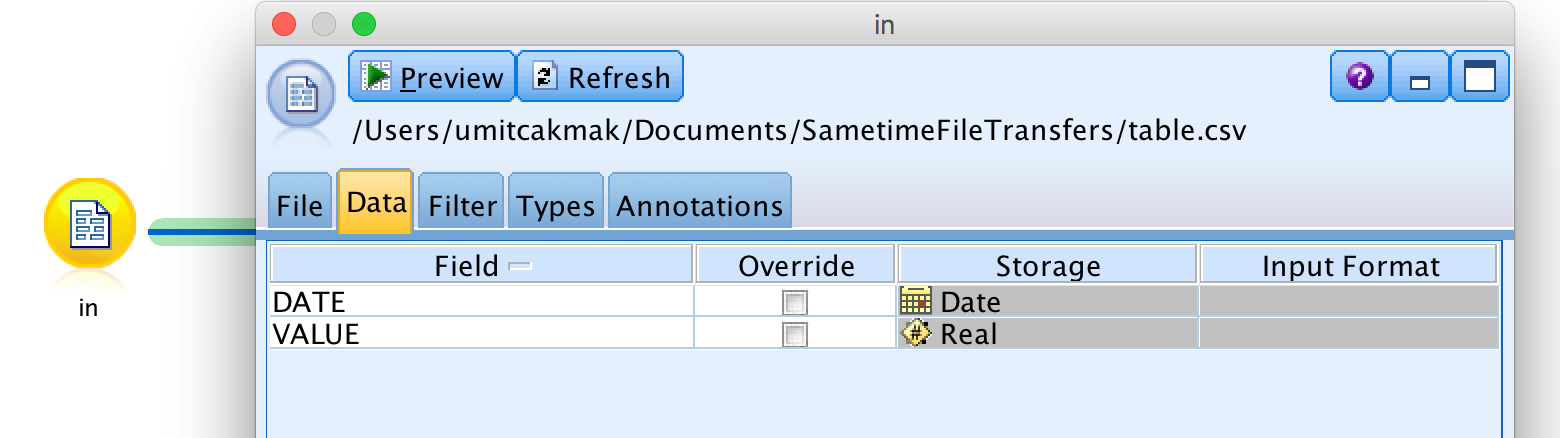 in
Preview Refresh
/Users/umitcakmak/Documents/SametimeFileTransfers/table.csv
File Data Filter Types Annotations
Field Override Storage Input Format
DATE Date
VALUE # Real
in